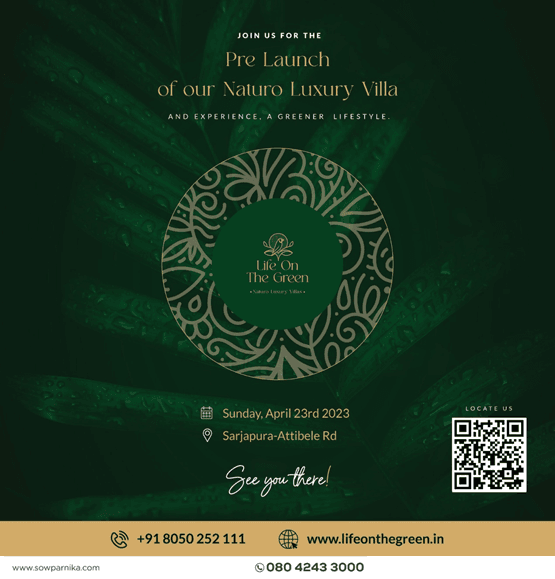 JOIN US FOR THE
Pre Launch
of our Naturo Luxury Villa
AND EXPERIENCE, A GREENER LIFESTYLE.
Life On
The Green
• Naturo Luxury Villas •
Sunday, April 23rd 2023
Sarjapura-Attibele Rd
LOCATE US
See you there!
+91 8050 252 111
www.lifeonthegreen.in
www.sowparnika.com
080 4243 3000